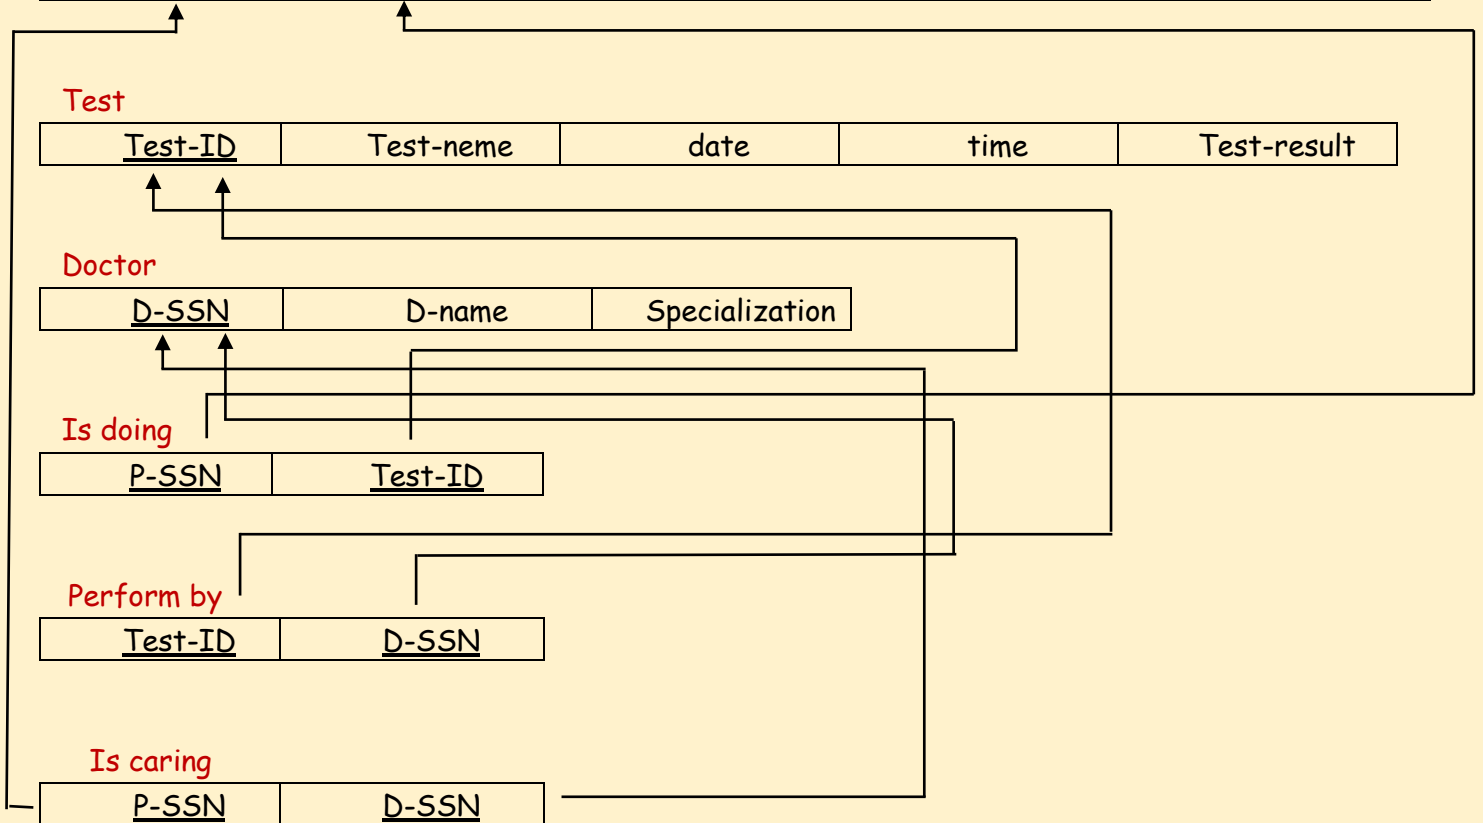 Test
Test-ID Test-neme date time Test-result
Doctor
D-SSN D-name Specialization
Is doing
P-SSN Test-ID
Perform by
Test-ID D-SSN
Is caring
P-SSN D-SSN